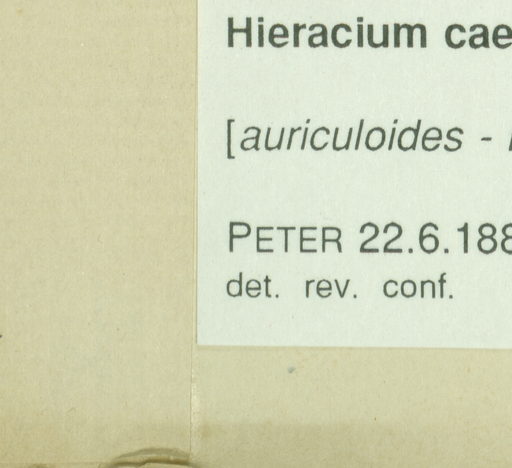 Hieracium cae
[auriculoides -
PETER 22.6.188
det. rev. conf.